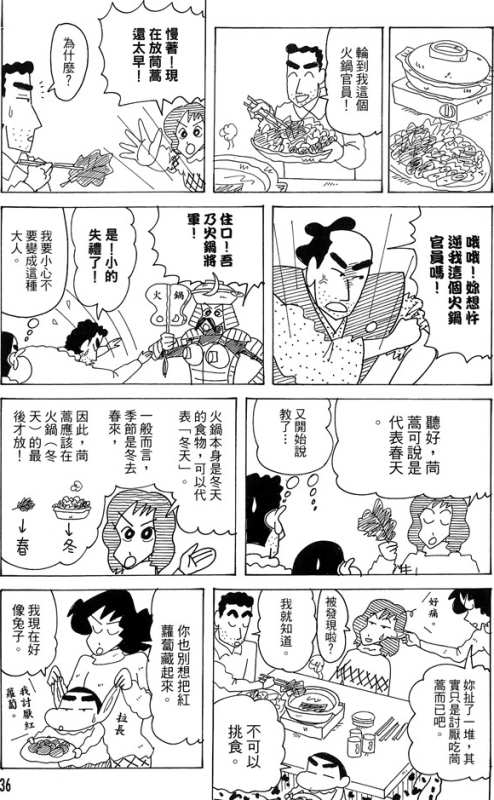 輪到我這個
火鍋官員！
慢著！現
在放茼蒿
還太早！
為什麼？
哦哦！妳想忤
逆我這個火鍋
官員嗎！
住口！吾
乃火鍋將
軍！
火鍋
是！小的
失禮了！
我要小心不
要變成這種
大人。
聽好，茼
蒿可說是
代表春天
。
又開始說
教了…
火鍋本身是冬天
的食物，可以代
表「冬天」。
一般而言，
季節是冬去
春來，
因此，茼
蒿應該在
火鍋（冬
天）的最
後才放！
→冬
→春
妳扯了一堆，其
實只是討厭吃茼
蒿而已吧。
好痛
被發現啦？
我就知道。
不可以
挑食。
你也別想把紅
蘿蔔藏起來。
拉長
我現在好
像兔子。
我討厭紅
蘿蔔。
36